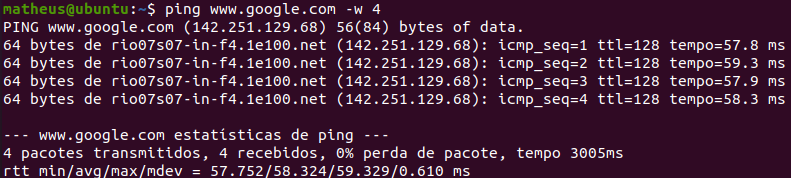 matheus@ubuntu:~$ ping www.google.com -w 4
PING www.google.com (142.251.129.68) 56(84) bytes of data.
64 bytes de rio07s07-in-f4.1e100.net (142.251.129.68): icmp_seq=1 ttl=128 tempo=57.8 ms
64 bytes de rio07s07-in-f4.1e100.net (142.251.129.68): icmp_seq=2 ttl=128 tempo=59.3 ms
64 bytes de rio07s07-in-f4.1e100.net (142.251.129.68): icmp_seq=3 ttl=128 tempo=57.9 ms
64 bytes de rio07s07-in-f4.1e100.net (142.251.129.68): icmp_seq=4 ttl=128 tempo=58.3 ms
--- www.google.com estatísticas de ping ---
4 pacotes transmitidos, 4 recebidos, 0% perda de pacote, tempo 3005ms
rtt min/avg/max/mdev = 57.752/58.324/59.329/0.610 ms